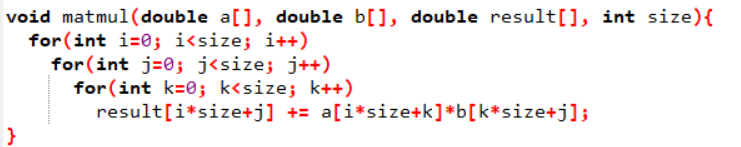 void matmul(double a[], double b[], double result[], int size){
  for(int i=0; i<size; i++)
    for(int j=0; j<size; j++)
      for(int k=0; k<size; k++)
        result[i*size+j] += a[i*size+k]*b[k*size+j];
}